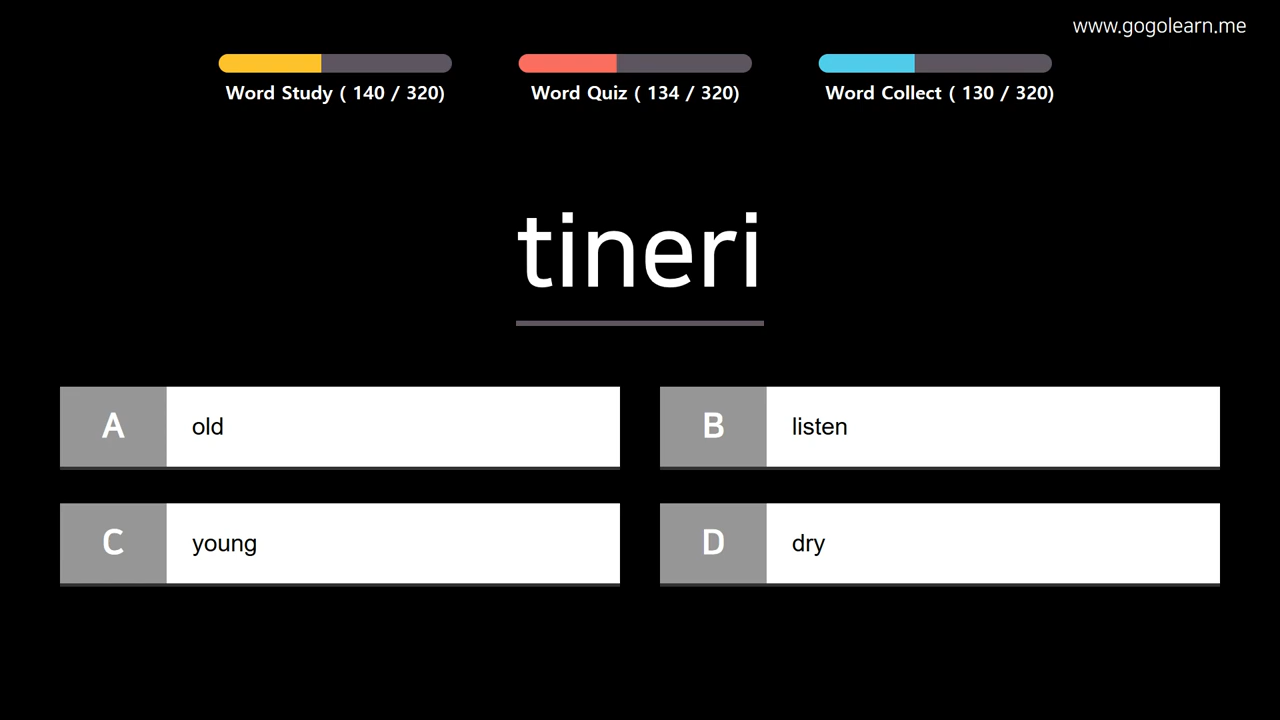 www.gogolearn.me
Word Study ( 140 / 320)
Word Quiz ( 134 / 320)
Word Collect ( 130 / 320)
tineri
A old
B listen
C young
D dry